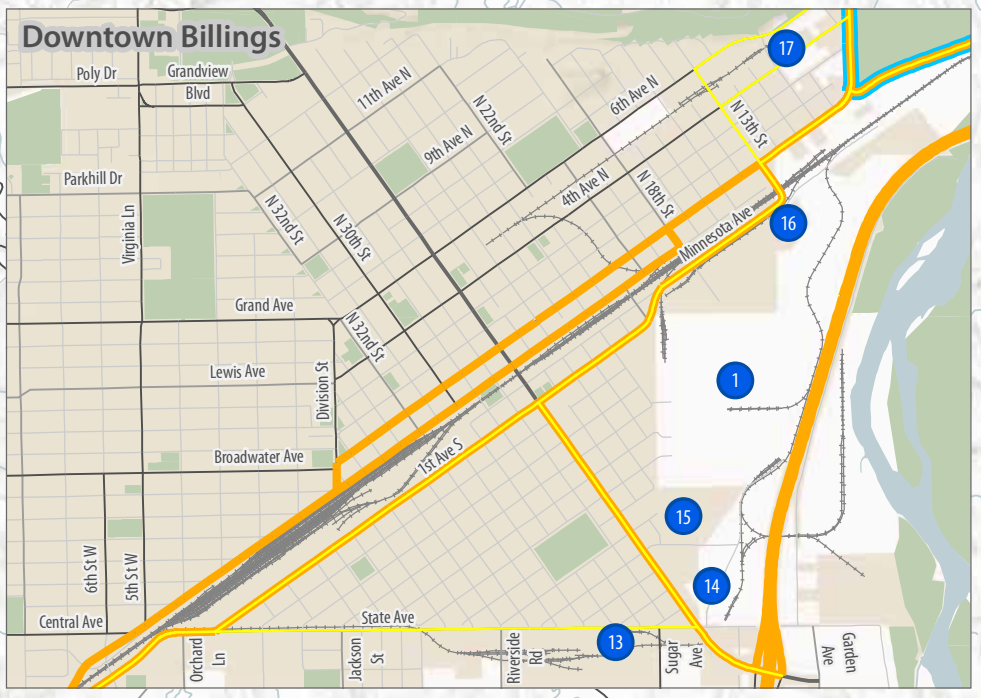 Downtown Billings
17
Poly Dr
Grandview
Blvd
11th Ave N
6th Ave N
N 22nd St
N 13th St
9th Ave N
4th Ave N
Parkhill Dr
N 18th St
N 32nd St
N 30th St
Virginia Ln
16
Minnesota Ave
Grand Ave
N 32nd St
Lewis Ave
Division St
1
Broadwater Ave
1st Ave S
15
6th St W
5th St W
14
Central Ave
State Ave
13
Orchard
Ln
Jackson
St
Riverside
Rd
Sugar
Ave
Garden
Ave